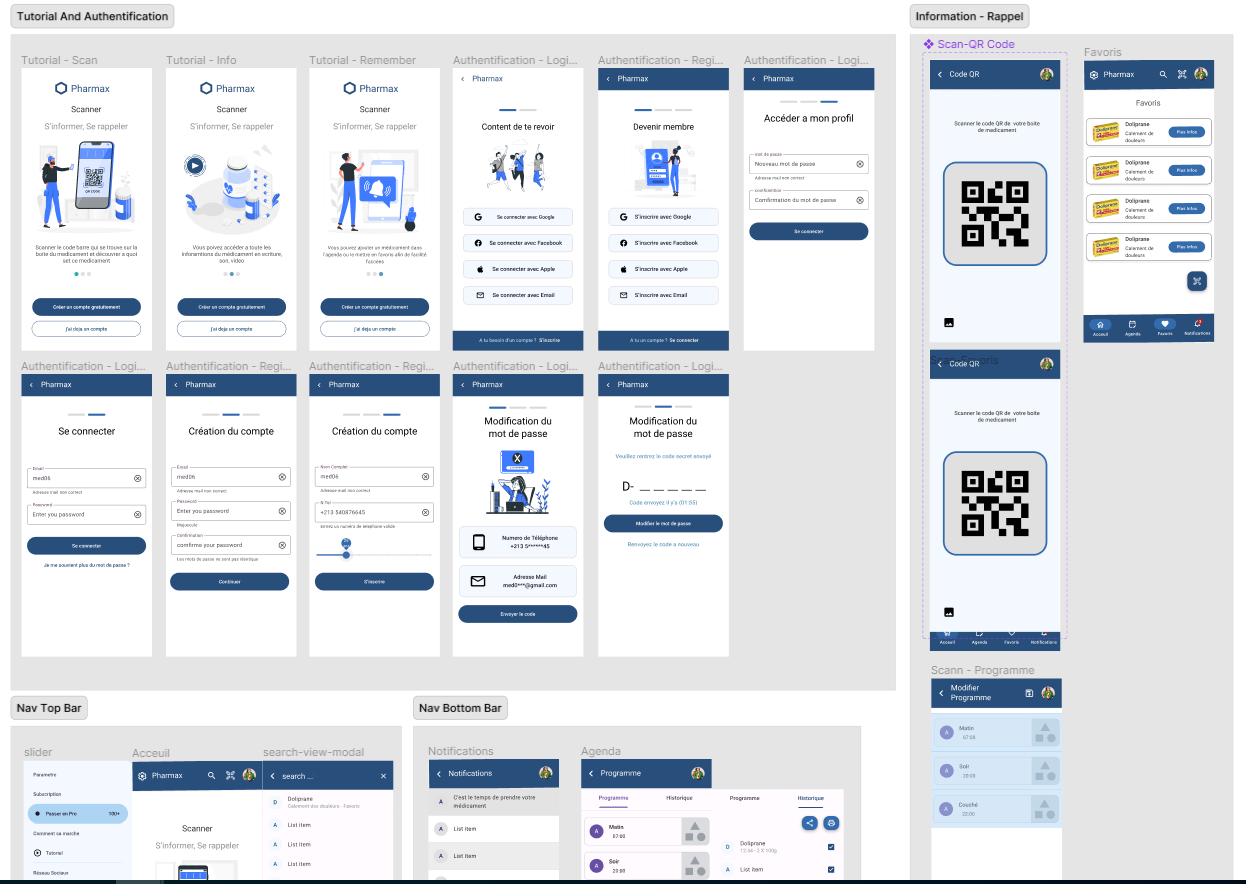 Tutorial And Authentification
Tutorial - Scan
Pharmax
Scanner
S'informer, Se rappeler
QR CODE
Scanner le code barre qui se trouve sur la
boite du medicament et découvrer a quoi
set ce medicament
Créer un compte gratuitement
j'ai deja un compte
Tutorial - Info
Pharmax
Scanner
S'informer, Se rappeler
Vous poivez accéder a toute les
infonamtions du médicament en ecriture,
son, video
Créer un compte gratuitement
j'ai deja un compte
Tutorial - Remember
Pharmax
Scanner
S'informer, Se rappeler
Vous pouvez ajouter un médicament dans
l'agenda ou le mettre en favoris afin de facilité
l'accées
Créer un compte gratuitement
j'ai deja un compte
Authentification - Logi...
Pharmax
Content de te revoir
Se connecter avec Google
Se connecter avec Facebook
Se connecter avec Apple
Se connecter avec Email
A tu besoin d'un compte ? S'inscrire
Authentification - Regi...
Pharmax
Devenir membre
S'inscrire avec Google
S'inscrire avec Facebook
S'inscrire avec Apple
S'inscrire avec Email
A tu un compte ? Se connecter
Authentification - Logi...
Pharmax
Accéder a mon profil
mot de passe
Nouveau mot de passe
Adresse mail non correct
Comfirmation du mot de passe
Se connecter
Authentification - Logi...
Pharmax
Se connecter
Email
med06
Adresse mail non correct
Password
Enter you password
Se connecter
Je me souvient plus du mot de passe ?
Authentification - Regi...
Pharmax
Création du compte
Email
med06
Adresse mail non correct
Password
Enter you password
Majuscule
Confirmation
comfirme your password
Les mots de passe ne sont pas identique
Continuer
Authentification - Regi...
Pharmax
Création du compte
Nom Complet
med06
Adresse mail non correct
N.Tel
+213 540876645
Entrez un numéro de telephone valide
S'inscrire
Authentification - Logi...
Pharmax
Modification du
mot de passe
X
Numero de Téléphone
+213 5******45
Adresse Mail
med0***@gmail.com
Envoyer le code
Authentification - Logi...
Pharmax
Modification du
mot de passe
Veuillez rentrez le code secret envoyé
D- _ _ _ _ _
Code envoyez il y's (01:55)
Modifier le mot de passe
Renvoyez le code a nouveau
Information - Rappel
Scan-QR Code
Code QR
Scanner le code QR de votre boite
de medicament
Code QR
Scanner le code QR de votre boite
de medicament
Acceuil
Agenda
Favoris
Notifications
Favoris
Pharmax
Favoris
Doliprane
Calement de
douleurs
Plus Infos
Doliprane
Calement de
douleurs
Plus Infos
Doliprane
Calement de
douleurs
Plus Infos
Doliprane
Calement de
douleurs
Plus Infos
Acceuil
Agenda
Favoris
Notifications
Scann - Programme
Modifier
Programme
A
Matin
07:00
A
Soir
20:00
A
Couché
22:00
Nav Top Bar
slider
Parametre
Subscription
Passer en Pro 100+
Comment sa marche
Tutoriel
Réseau Sociaux
Acceuil
Pharmax
Scanner
S'informer, Se rappeler
search-view-modal
search ...
D
Doliprane
Calement des douleurs - Favoris
A List item
A List item
A List item
Nav Bottom Bar
Notifications
Notifications
A
C'est le temps de prendre votre
médicament
A List item
A List item
Agenda
Programme
Programme Historique
A
Matin
07:00
A
Soir
20:00
Programme Historique
D
Doliprane
A List item